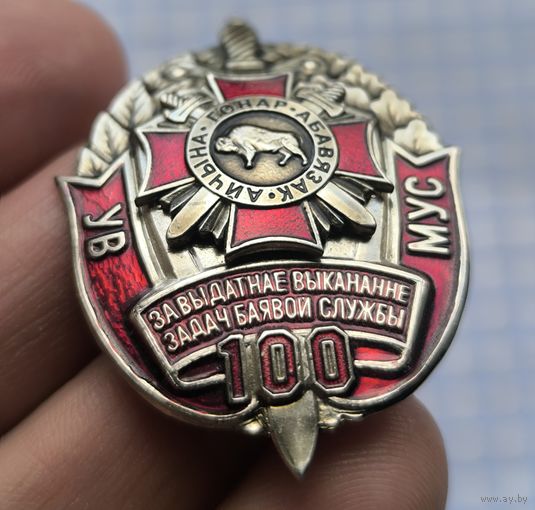 АЙЧЫНА · ГОНАР · АБАВЯЗАК ·
УВ
МУС
ЗА ВЫДАТНАЕ ВЫКАНАННЕ
ЗАДАЧ БАЯВОЙ СЛУЖБЫ
100
www.ay.by